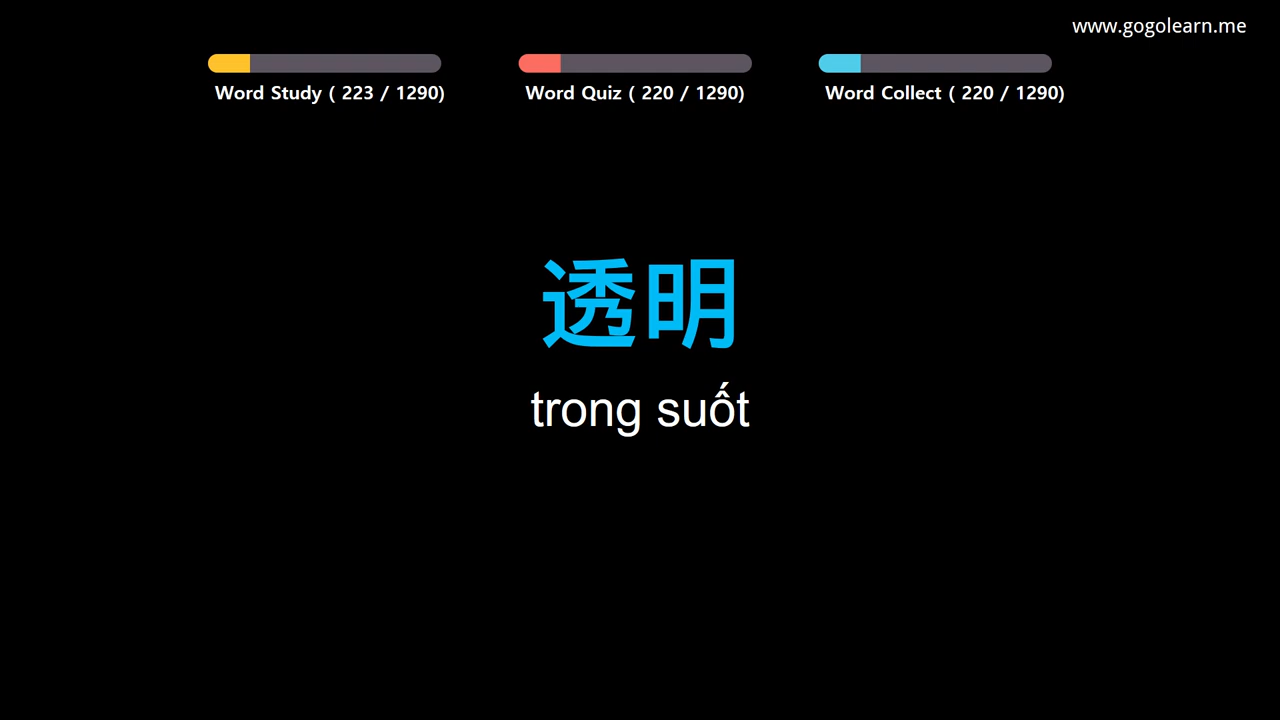 www.gogolearn.me
Word Study ( 223 / 1290)
Word Quiz ( 220 / 1290)
Word Collect ( 220 / 1290)
透明
trong suốt